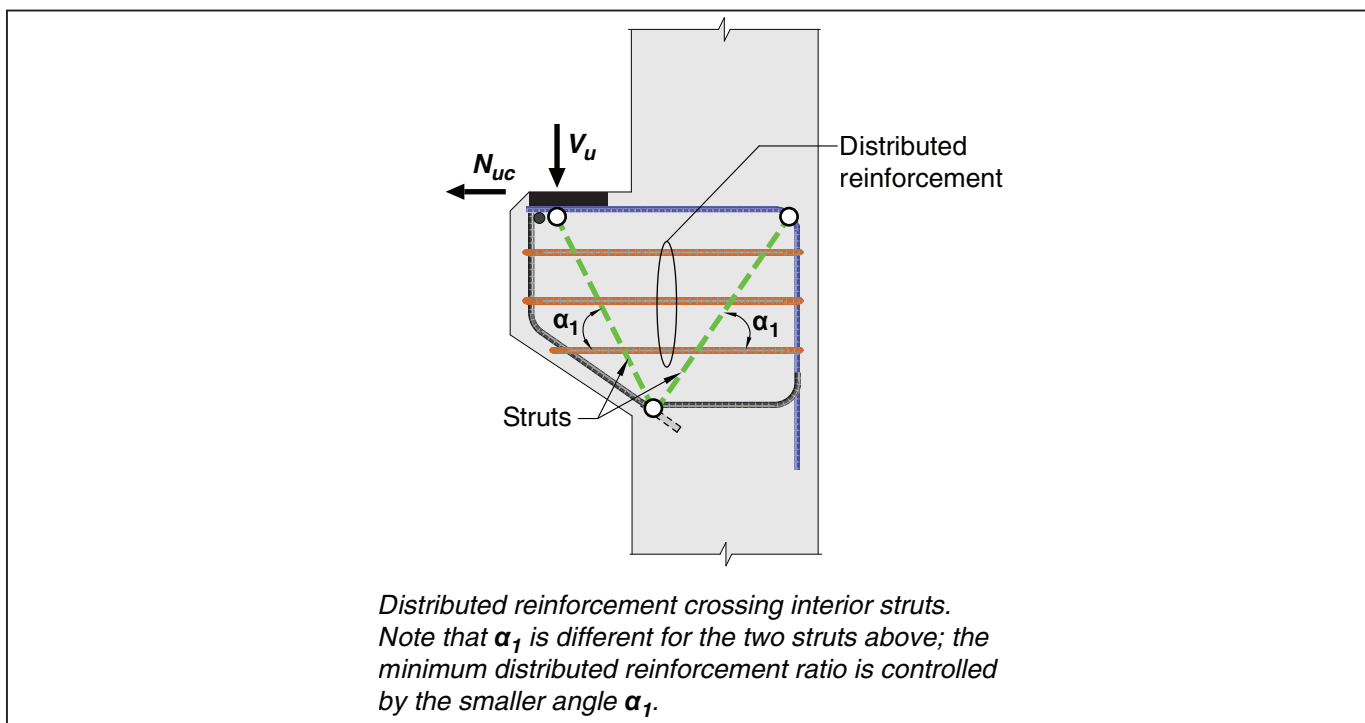 V_u
N_uc
Distributed
reinforcement
α_1
α_1
Struts
Distributed reinforcement crossing interior struts.
Note that α_1 is different for the two struts above; the
minimum distributed reinforcement ratio is controlled
by the smaller angle α_1.